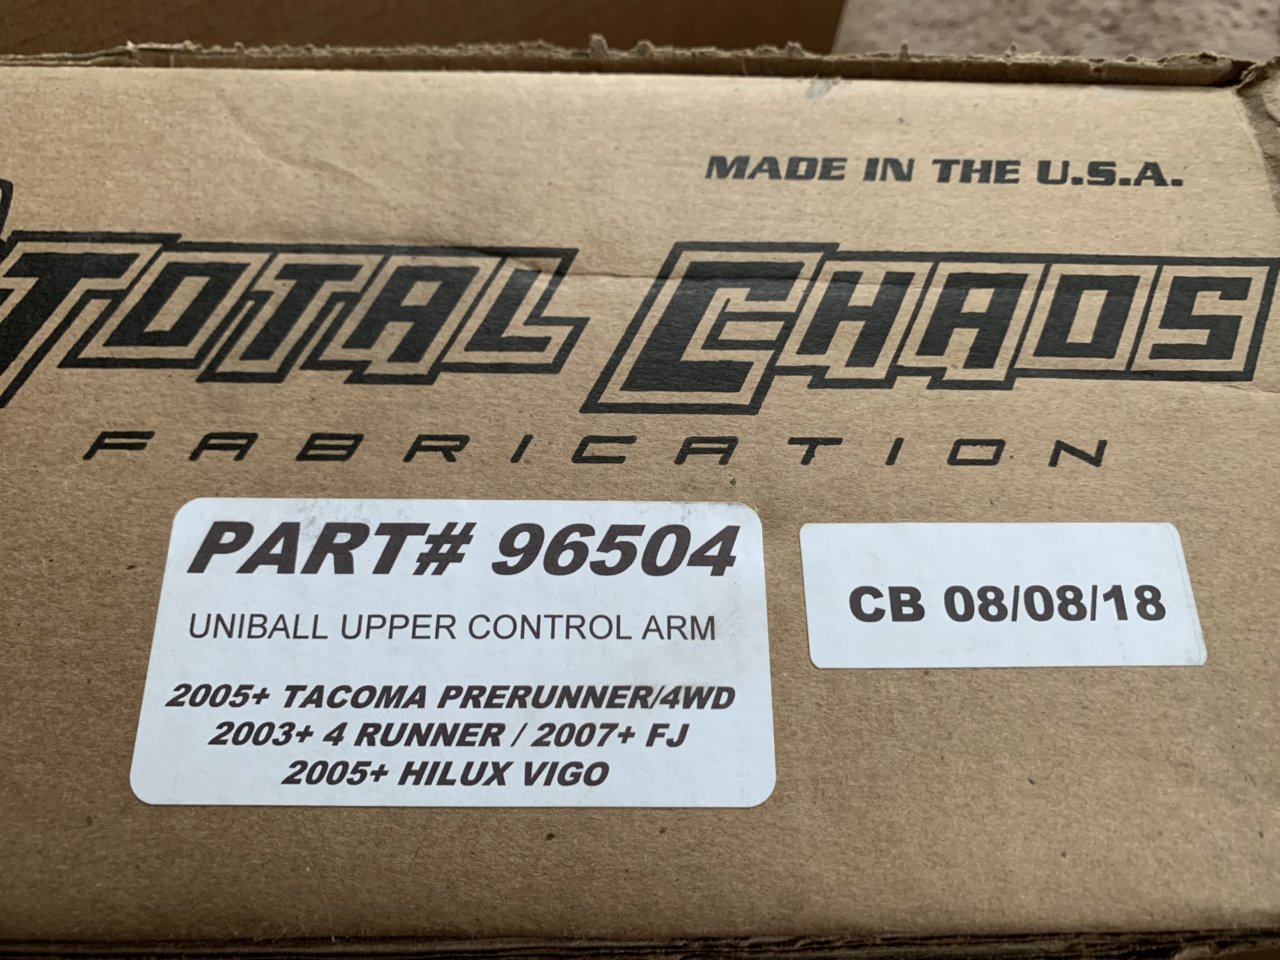 MADE IN THE U.S.A.
TOTAL CHAOS
FABRICATION
PART# 96504
UNIBALL UPPER CONTROL ARM
2005+ TACOMA PRERUNNER/4WD
2003+ 4 RUNNER / 2007+ FJ
2005+ HILUX VIGO
CB 08/08/18